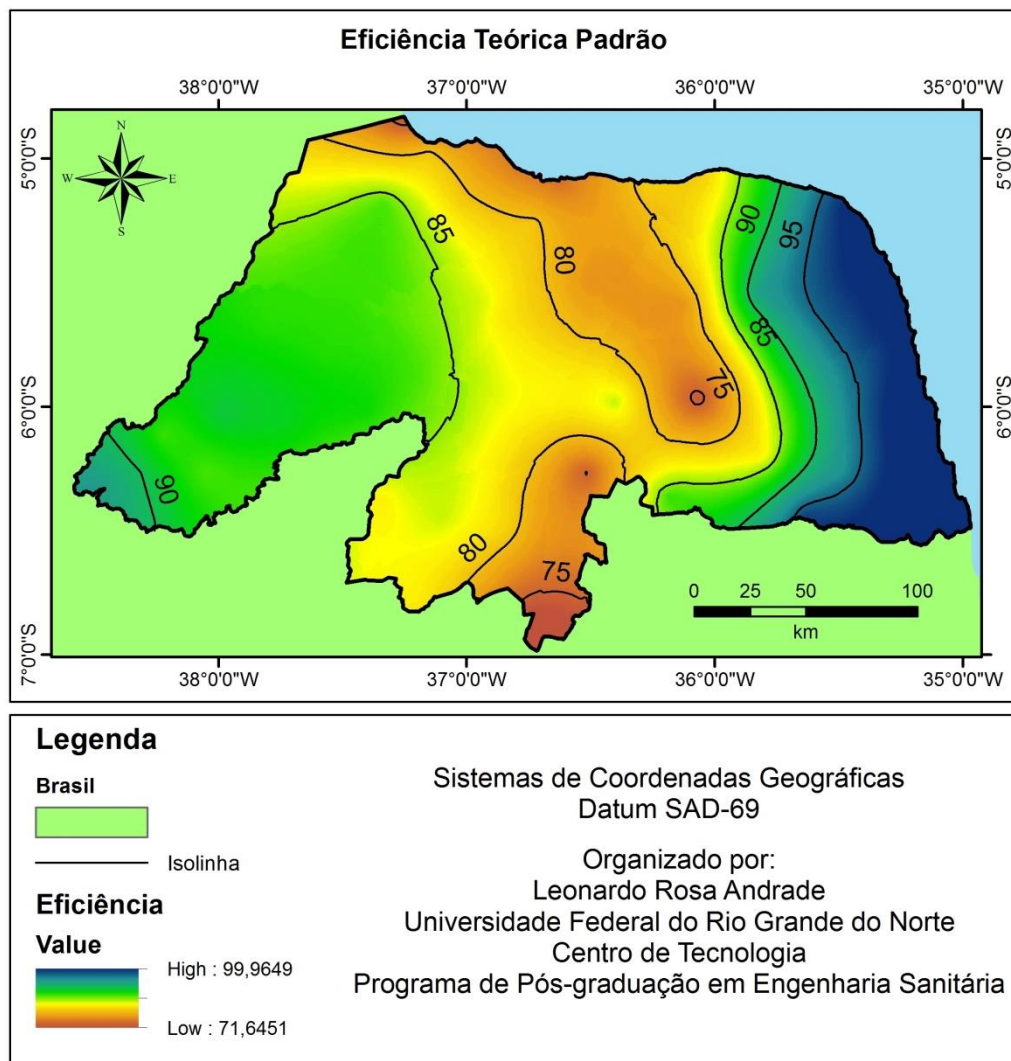 Eficiência Teórica Padrão
38°0'0"W 37°0'0"W 36°0'0"W 35°0'0"W
5°0'0"S 5°0'0"S
N
W E
S
90
95
85
80
85
75
6°0'0"S 6°0'0"S
90
80
75
0 25 50 100
km
7°0'0"S 7°0'0"S
38°0'0"W 37°0'0"W 36°0'0"W 35°0'0"W
Legenda
Brasil
Isolinha
Eficiência
Value
High : 99,9649
Low : 71,6451
Sistemas de Coordenadas Geográficas
Datum SAD-69
Organizado por:
Leonardo Rosa Andrade
Universidade Federal do Rio Grande do Norte
Centro de Tecnologia
Programa de Pós-graduação em Engenharia Sanitária